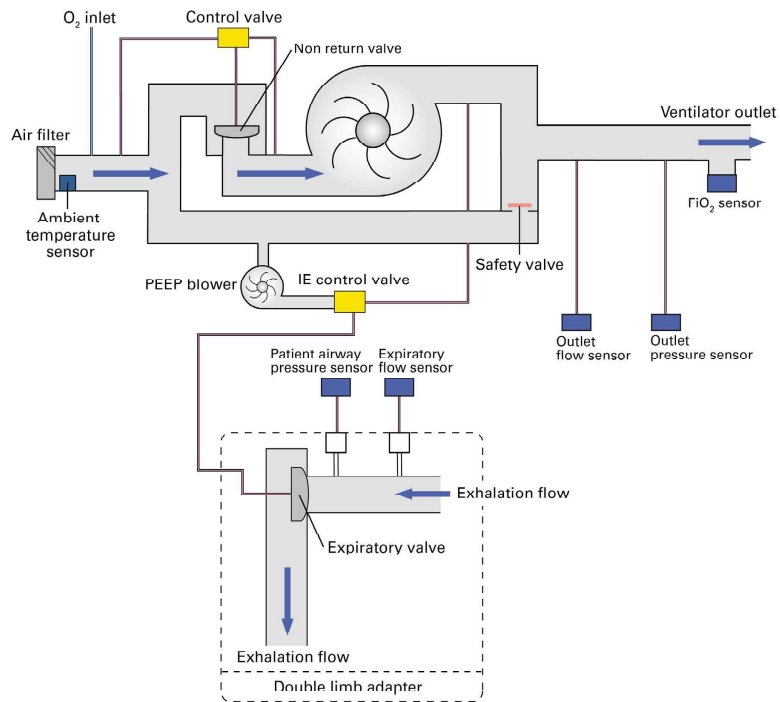 O₂ inlet
Control valve
Non return valve
Air filter
Ventilator outlet
Ambient
temperature
sensor
FiO₂ sensor
Safety valve
PEEP blower
IE control valve
Outlet
flow sensor
Outlet
pressure sensor
Patient airway
pressure sensor
Expiratory
flow sensor
Exhalation flow
Expiratory valve
Exhalation flow
Double limb adapter